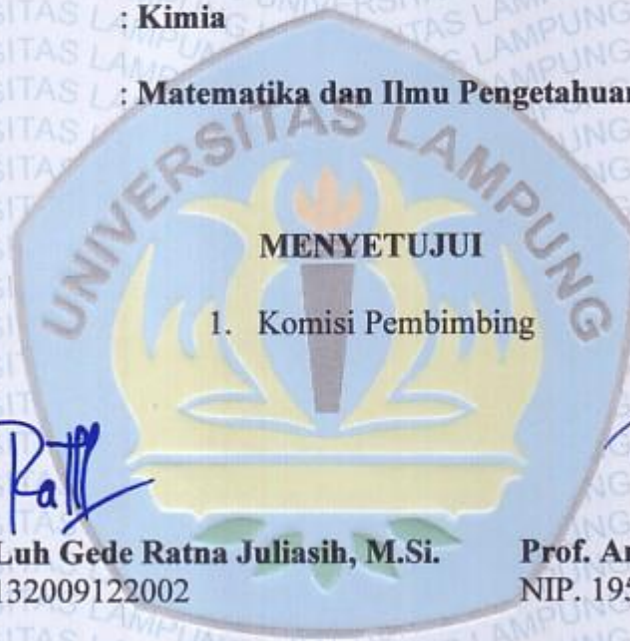 : Kimia
: Matematika dan Ilmu Pengetahuan
UNIVERSITAS LAMPUNG
MENYETUJUI
1. Komisi Pembimbing
Luh Gede Ratna Juliasih, M.Si.
132009122002
Prof. An
NIP. 195